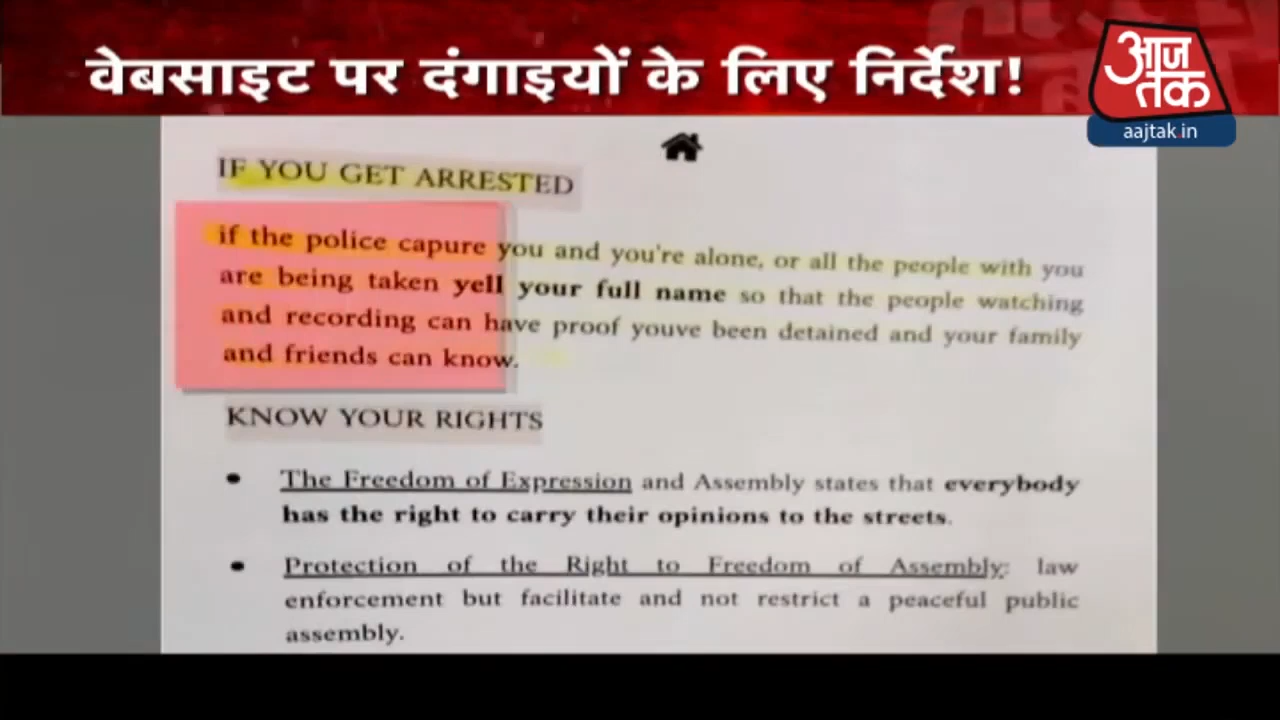 वेबसाइट पर दंगाइयों के लिए निर्देश!
आज
तक
aajtak.in
IF YOU GET ARRESTED
if the police capure you and you're alone, or all the people with you
are being taken yell your full name so that the people watching
and recording can have proof youve been detained and your family
and friends can know.
KNOW YOUR RIGHTS
• The Freedom of Expression and Assembly states that everybody
has the right to carry their opinions to the streets.
• Protection of the Right to Freedom of Assembly: law
enforcement but facilitate and not restrict a peaceful public
assembly.